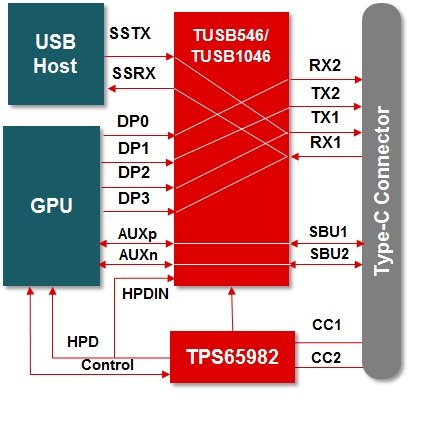 USB
Host
SSTX
SSRX
TUSB546/
TUSB1046
RX2
TX2
TX1
RX1
DP0
DP1
DP2
DP3
GPU
AUXp
AUXn
HPDIN
SBU1
SBU2
Type-C Connector
HPD
Control
TPS65982
CC1
CC2